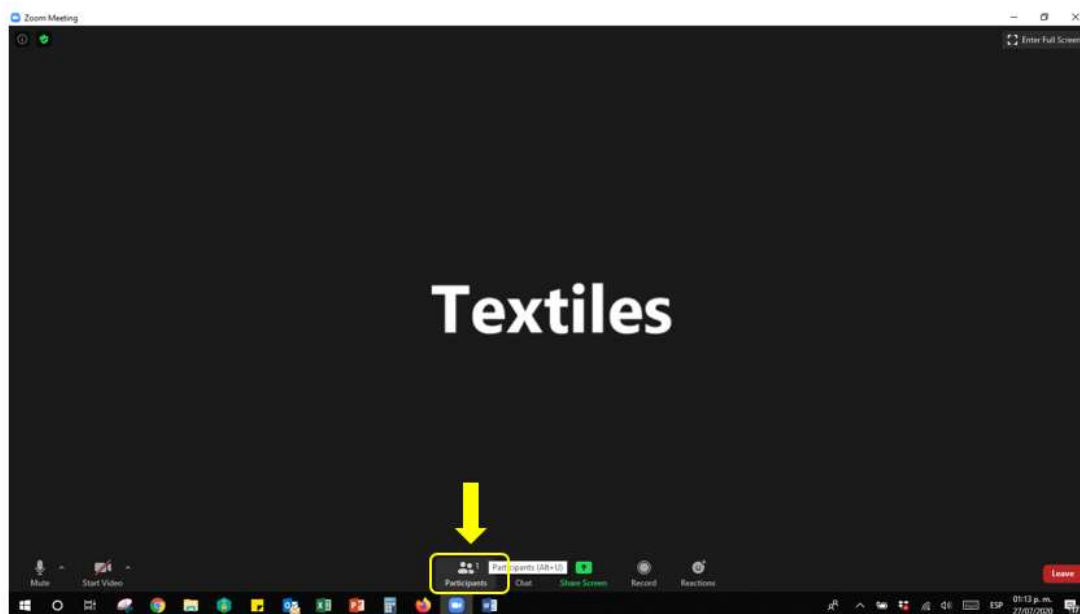 Zoom Meeting
Enter Full Screen
Textiles
1
Participants (Alt+U)
Mute
Start Video
Participants
Chat
Share Screen
Record
Reactions
Leave
ESP
01:13 p. m.
27/07/2020